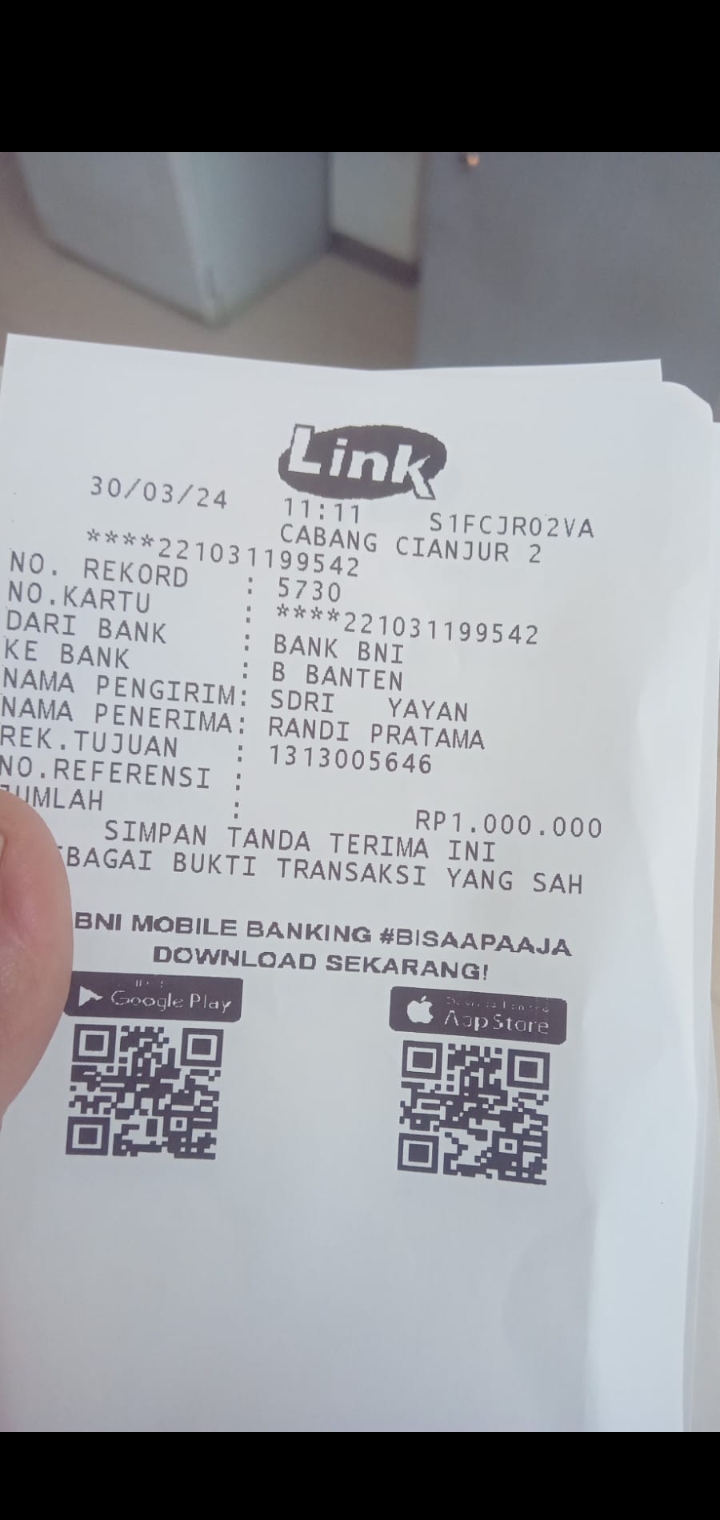 Link
30/03/24 11:11 S1FCJR02VA
CABANG CIANJUR 2
****221031199542
NO. REKORD : 5730
NO.KARTU : ****221031199542
DARI BANK : BANK BNI
KE BANK : B BANTEN
NAMA PENGIRIM: SDRI YAYAN
NAMA PENERIMA: RANDI PRATAMA
REK.TUJUAN : 1313005646
NO.REFERENSI :
JUMLAH : RP1.000.000
SIMPAN TANDA TERIMA INI
EBAGAI BUKTI TRANSAKSI YANG SAH
BNI MOBILE BANKING #BISAAPAAJA
DOWNLOAD SEKARANG!
Google Play
App Store